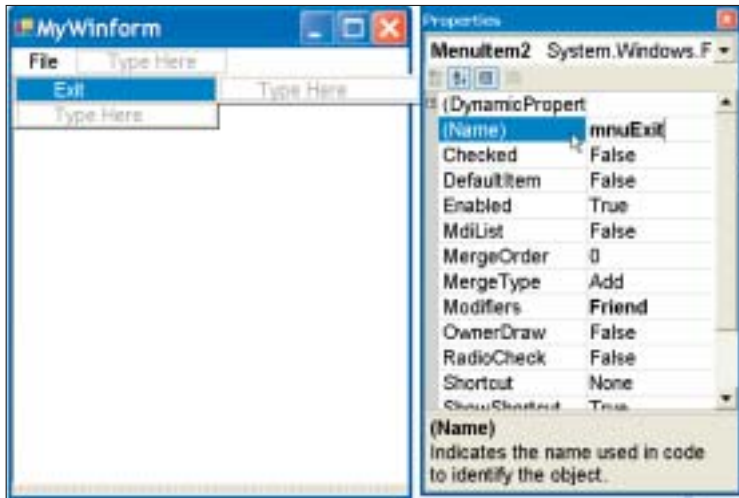 MyWinform
File Type Here
Exit Type Here
Type Here
Properties
MenuItem2 System.Windows.F
(DynamicPropert
(Name) mnuExit
Checked False
DefaultItem False
Enabled True
MdiList False
MergeOrder 0
MergeType Add
Modifiers Friend
OwnerDraw False
RadioCheck False
Shortcut None
ShowShortcut True
(Name)
Indicates the name used in code
to identify the object.